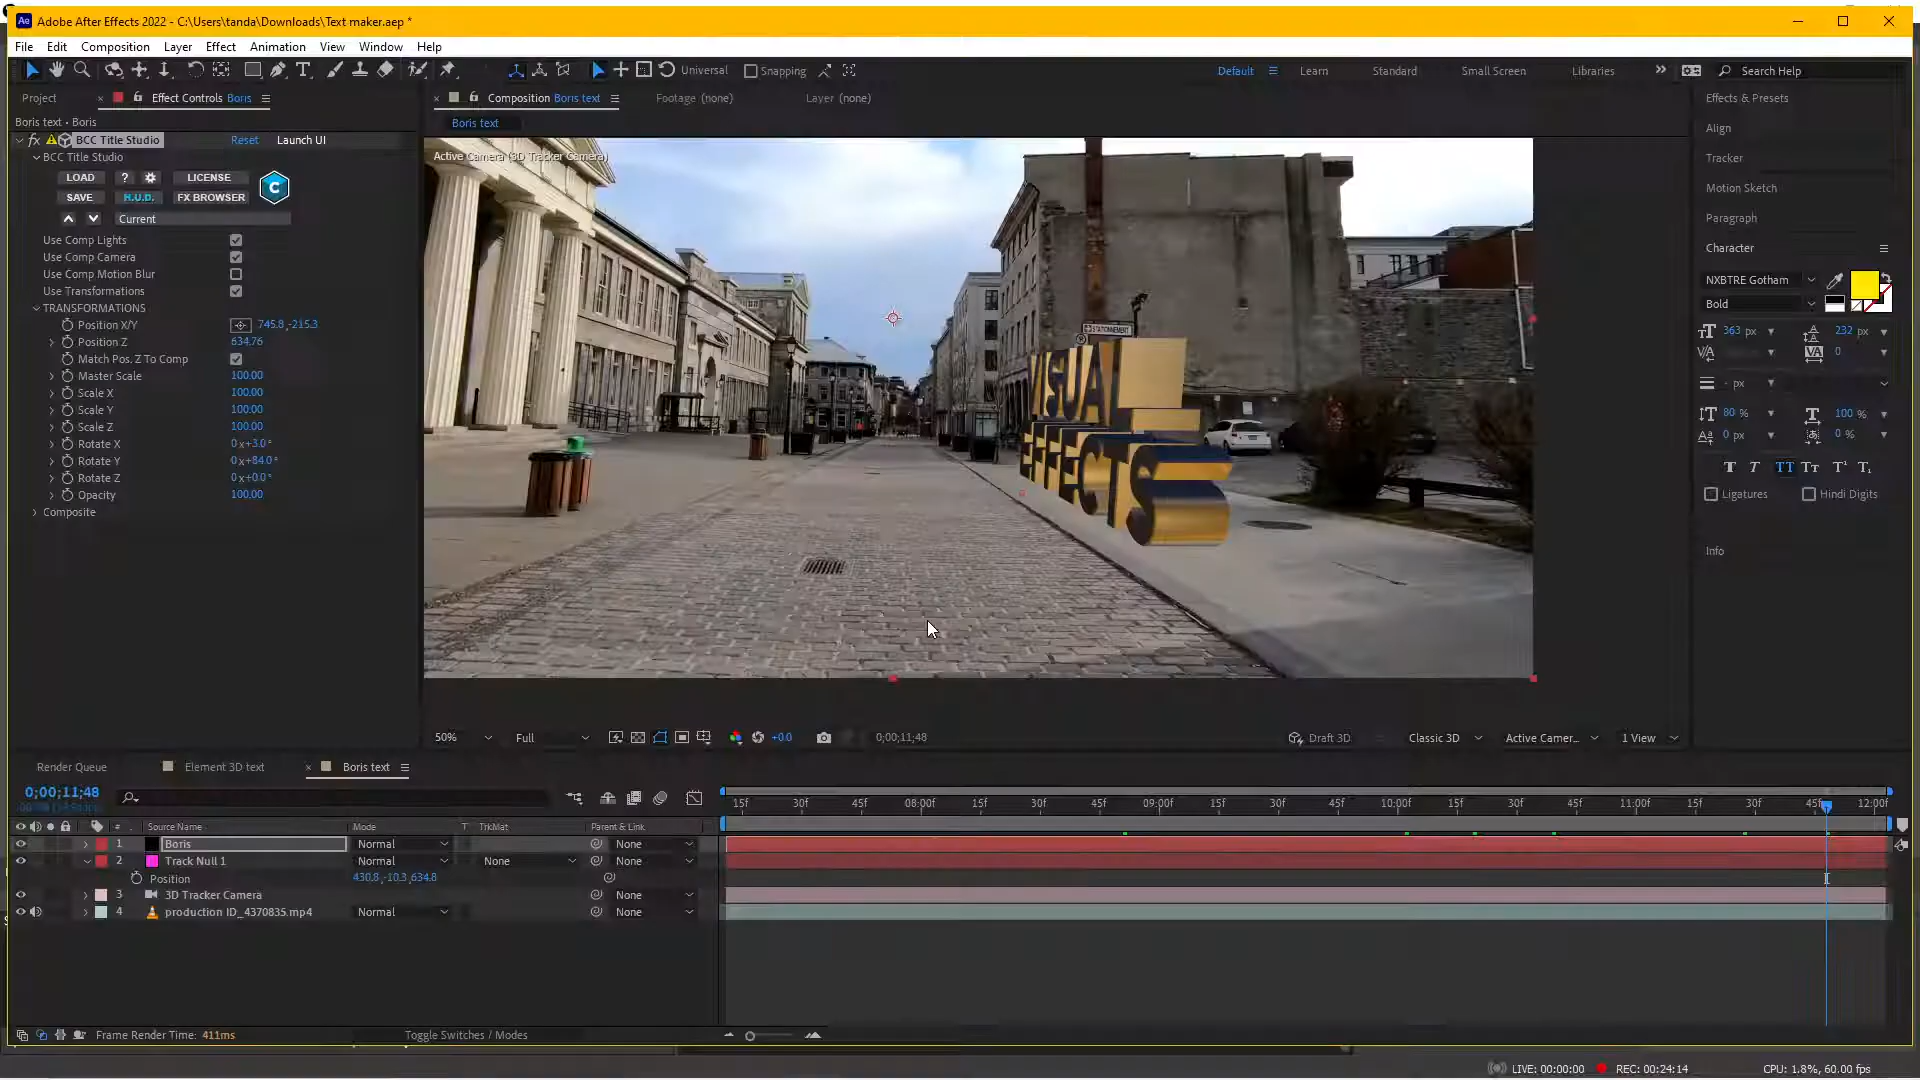 Adobe After Effects 2022 - C:\Users\tanda\Downloads\Text maker.aep *
File Edit Composition Layer Effect Animation View Window Help
Universal Snapping Default Learn Standard Small Screen Libraries Search Help
Project Effect Controls Boris Composition Boris text Footage (none) Layer (none)
Boris text • Boris
Boris text
fx BCC Title Studio Reset Launch UI
BCC Title Studio
LOAD ? LICENSE
SAVE H.U.D. FX BROWSER
Current
Use Comp Lights
Use Comp Camera
Use Comp Motion Blur
Use Transformations
TRANSFORMATIONS
Position X/Y 745.8,-215.3
Position Z 634.76
Match Pos. Z To Comp
Master Scale 100.00
Scale X 100.00
Scale Y 100.00
Scale Z 100.00
Rotate X 0x+3.0°
Rotate Y 0x+84.0°
Rotate Z 0x+0.0°
Opacity 100.00
Composite
Active Camera (3D Tracker Camera)
STATIONNEMENT
VISUAL
EFFECTS
50% Full +0.0 0;00;11;48 Draft 3D Classic 3D Active Camer... 1 View
Effects & Presets
Align
Tracker
Motion Sketch
Paragraph
Character
NXBTRE Gotham
Bold
363 px 232 px
0
- px
80 % 100 %
0 px 0 %
Ligatures Hindi Digits
Info
Render Queue Element 3D text Boris text
0;00;11;48
15f 30f 45f 08:00f 15f 30f 45f 09:00f 15f 30f 45f 10:00f 15f 30f 45f 11:00f 15f 30f 45f 12:00f
# Source Name Mode T TrkMat Parent & Link
1 Boris Normal None
2 Track Null 1 Normal None None
Position 430.8,-10.3,634.8
3 3D Tracker Camera None
4 production ID_4370835.mp4 Normal None
Frame Render Time: 411ms Toggle Switches / Modes
LIVE: 00:00:00 REC: 00:24:14 CPU: 1.8%, 60.00 fps